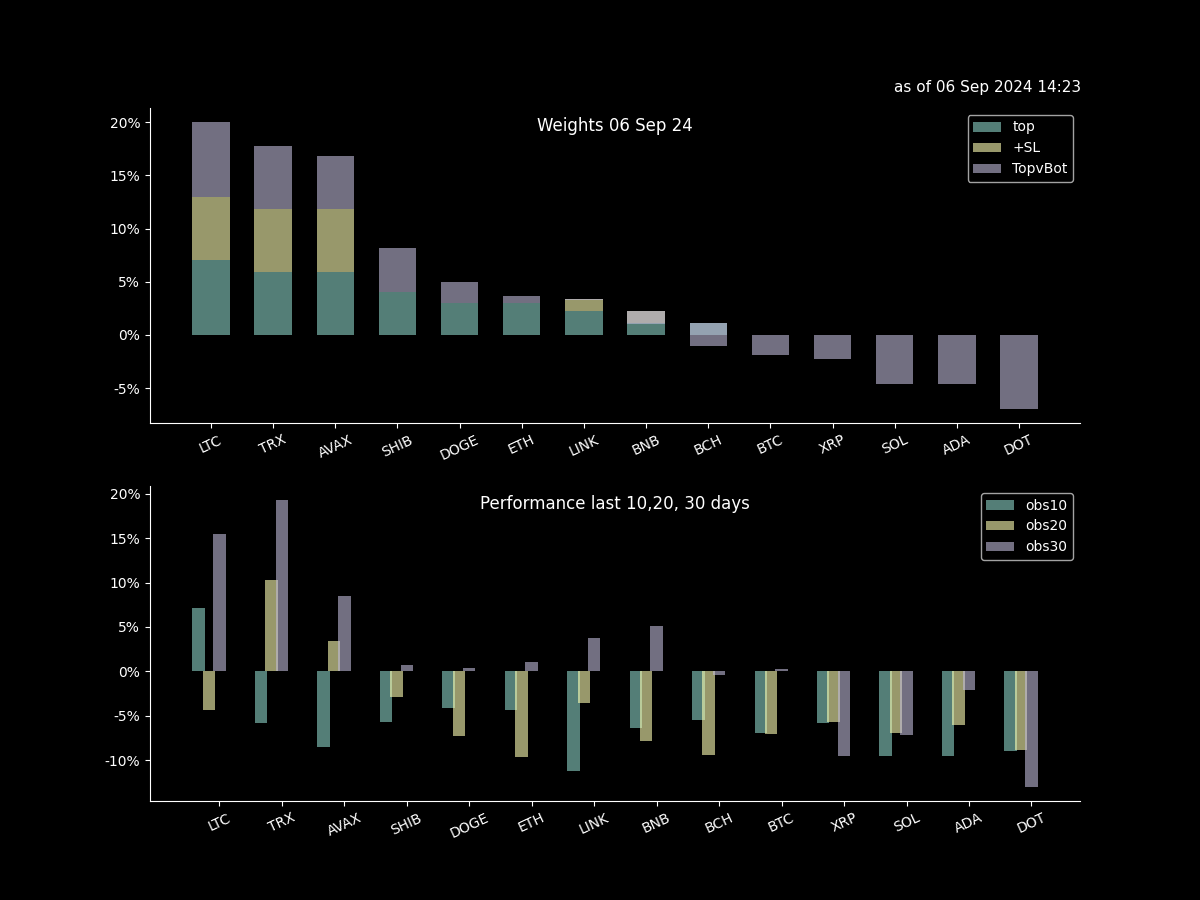 as of 06 Sep 2024 14:23
Weights 06 Sep 24
top
+SL
TopvBot
20%
15%
10%
5%
0%
-5%
LTC TRX AVAX SHIB DOGE ETH LINK BNB BCH BTC XRP SOL ADA DOT
Performance last 10,20, 30 days
obs10
obs20
obs30
20%
15%
10%
5%
0%
-5%
-10%
LTC TRX AVAX SHIB DOGE ETH LINK BNB BCH BTC XRP SOL ADA DOT